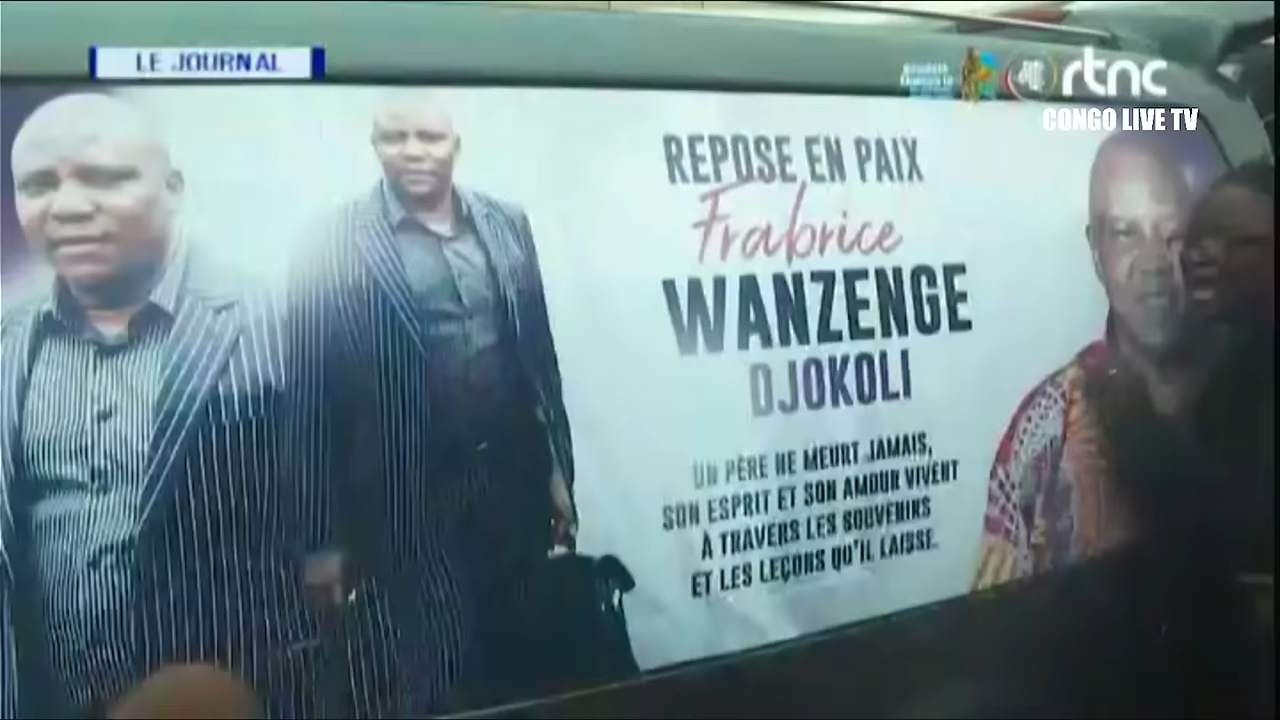 LE JOURNAL
rtnc
CONGO LIVE TV
REPOSE EN PAIX
Frabrice
WANZENGE
DJOKOLI
UN PÈRE NE MEURT JAMAIS,
SON ESPRIT ET SON AMOUR VIVENT
À TRAVERS LES SOUVENIRS
ET LES LEÇONS QU'IL LAISSE.